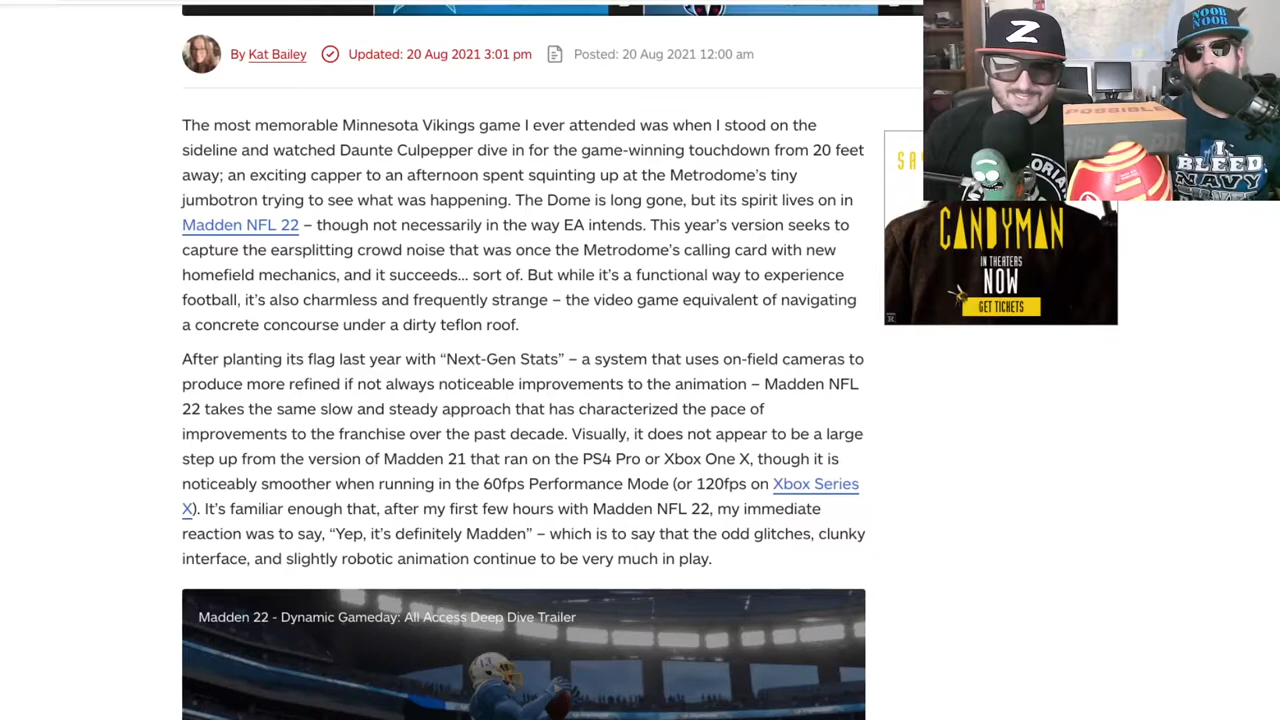 By Kat Bailey Updated: 20 Aug 2021 3:01 pm Posted: 20 Aug 2021 12:00 am
The most memorable Minnesota Vikings game I ever attended was when I stood on the
sideline and watched Daunte Culpepper dive in for the game-winning touchdown from 20 feet
away; an exciting capper to an afternoon spent squinting up at the Metrodome's tiny
jumbotron trying to see what was happening. The Dome is long gone, but its spirit lives on in
Madden NFL 22 – though not necessarily in the way EA intends. This year's version seeks to
capture the earsplitting crowd noise that was once the Metrodome's calling card with new
homefield mechanics, and it succeeds... sort of. But while it's a functional way to experience
football, it's also charmless and frequently strange – the video game equivalent of navigating
a concrete concourse under a dirty teflon roof.
After planting its flag last year with “Next-Gen Stats” – a system that uses on-field cameras to
produce more refined if not always noticeable improvements to the animation – Madden NFL
22 takes the same slow and steady approach that has characterized the pace of
improvements to the franchise over the past decade. Visually, it does not appear to be a large
step up from the version of Madden 21 that ran on the PS4 Pro or Xbox One X, though it is
noticeably smoother when running in the 60fps Performance Mode (or 120fps on Xbox Series
X). It's familiar enough that, after my first few hours with Madden NFL 22, my immediate
reaction was to say, “Yep, it's definitely Madden” – which is to say that the odd glitches, clunky
interface, and slightly robotic animation continue to be very much in play.
Madden 22 - Dynamic Gameday: All Access Deep Dive Trailer
13
Z
NOOB
NOOB
POSSIBLE
I
BLEED
NAVY
SA
CANDYMAN
IN THEATERS
NOW
GET TICKETS
R